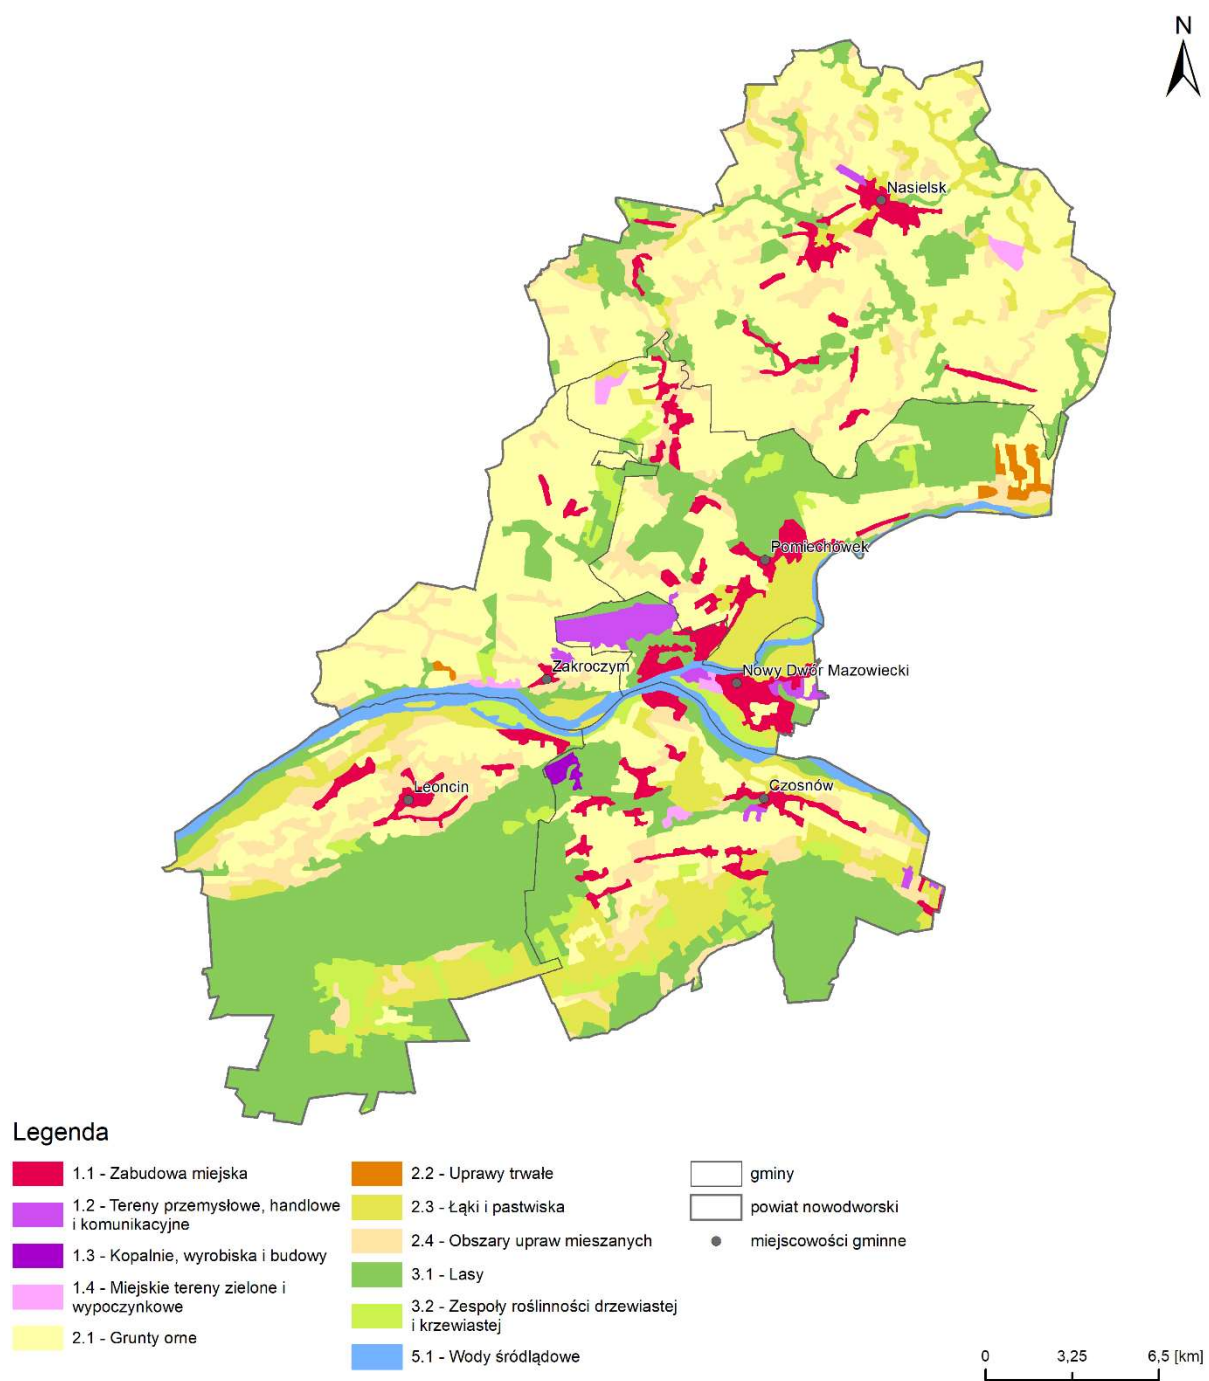 N
Nasielsk
Pomiechówek
Zakroczym
Nowy Dwór Mazowiecki
Leoncin
Czosnów
Legenda
1.1 - Zabudowa miejska
1.2 - Tereny przemysłowe, handlowe
i komunikacyjne
1.3 - Kopalnie, wyrobiska i budowy
1.4 - Miejskie tereny zielone i
wypoczynkowe
2.1 - Grunty orne
2.2 - Uprawy trwałe
2.3 - Łąki i pastwiska
2.4 - Obszary upraw mieszanych
3.1 - Lasy
3.2 - Zespoły roślinności drzewiastej
i krzewiastej
5.1 - Wody śródlądowe
gminy
powiat nowodworski
miejscowości gminne
0 3,25 6,5 [km]